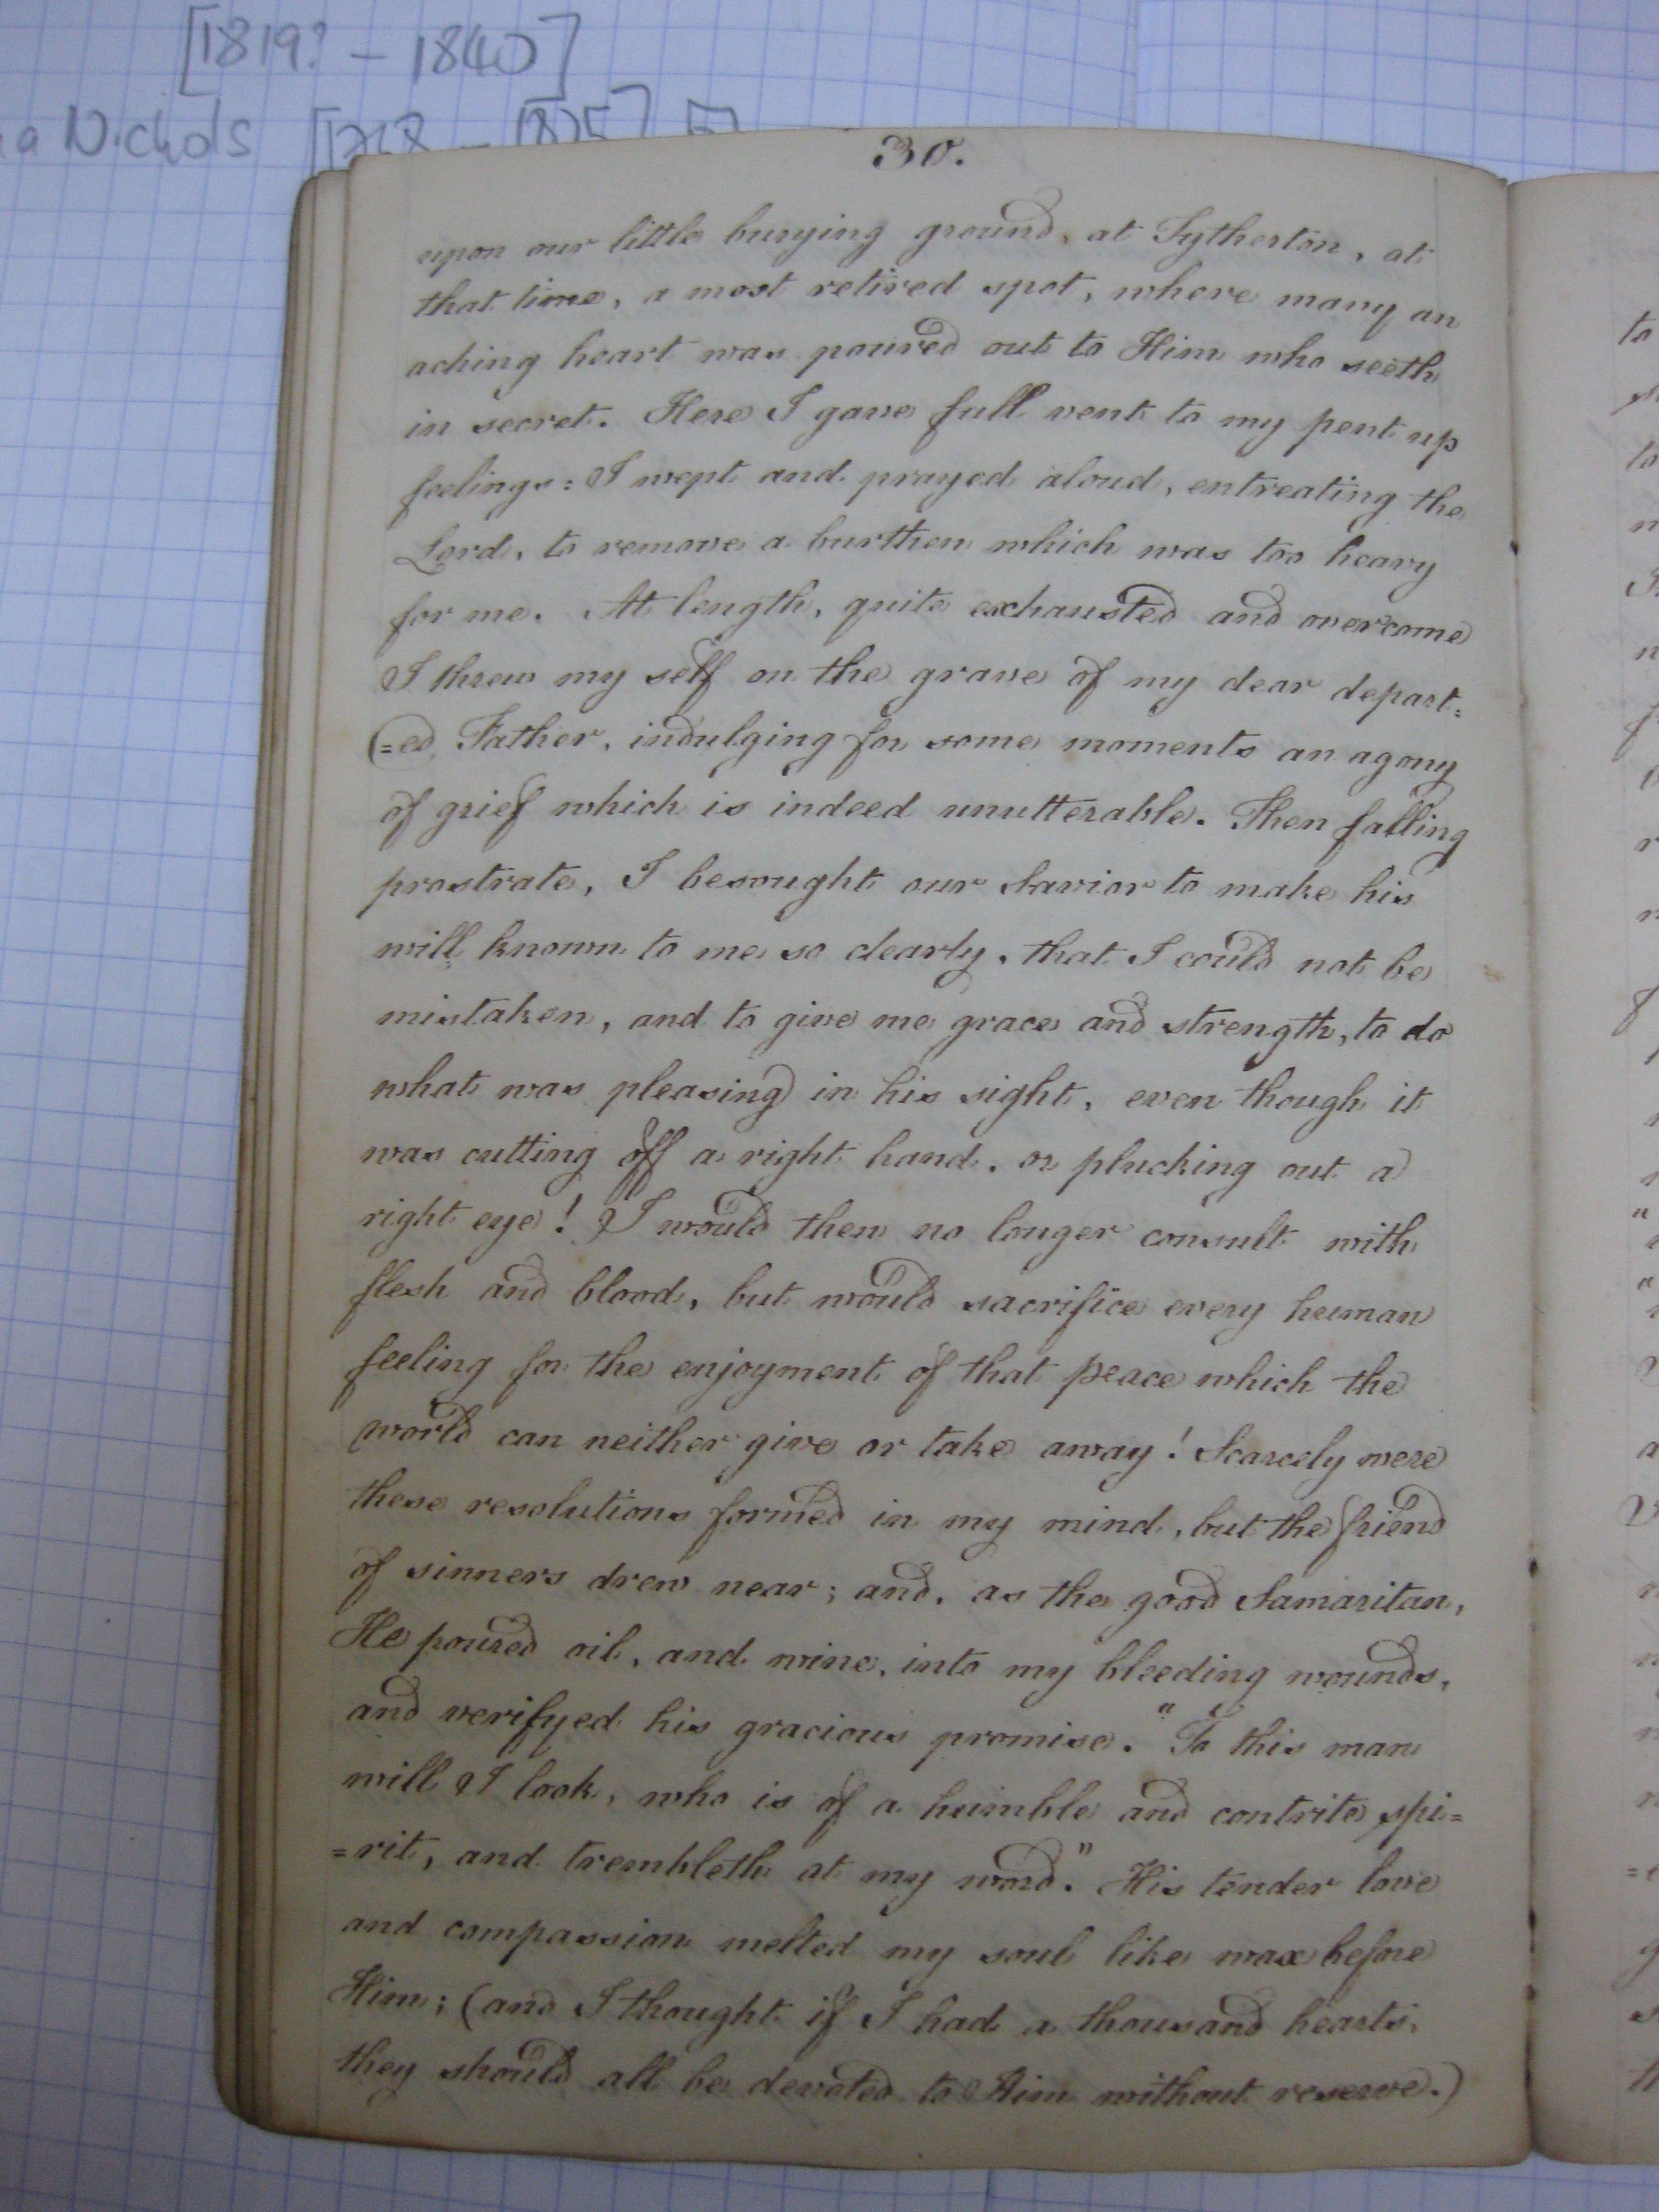 [1819? - 1840]
a Nichols
30.
upon our little burying ground, at Tytherton, at
that time, a most retired spot, where many an
aching heart was poured out to Him who seeth
in secret. Here I gave full vent to my pent up
feelings: I wept and prayed aloud, entreating the
Lord, to remove a burthen which was too heavy
for me. At length, quite exhausted and overcome
I threw my self on the grave of my dear depart=
=ed Father, indulging for some moments an agony
of grief which is indeed unutterable. Then falling
prostrate, I besought our Savior to make his
will known to me so clearly, that I could not be
mistaken, and to give me grace and strength, to do
what was pleasing in his sight, even though it
was cutting off a right hand, or plucking out a
right eye! I would then no longer consult with
flesh and blood, but would sacrifice every human
feeling for the enjoyment of that peace which the
world can neither give or take away! Scarcely were
these resolutions formed in my mind, but the friend
of sinners drew near; and, as the good Samaritan,
He poured oil, and wine, into my bleeding wounds,
and verifyed his gracious promise. "To this man
will I look, who is of a humble and contrite spi=
=rit, and trembleth at my word." His tender love
and compassion melted my soul like wax before
Him; (and I thought if I had a thousand hearts,
they should all be devoted to Him without reserve.)